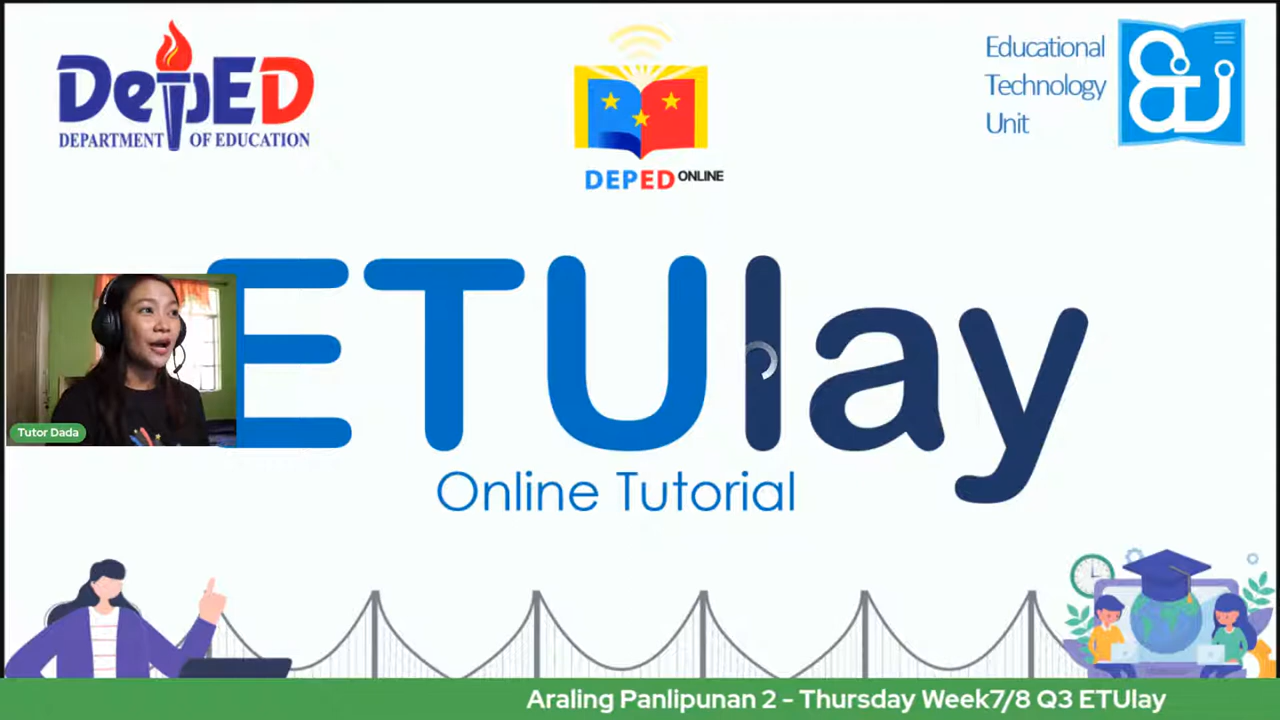 DepED
DEPARTMENT OF EDUCATION
DEPED ONLINE
Educational
Technology
Unit
ETUlay
Online Tutorial
Tutor Dada
Araling Panlipunan 2 - Thursday Week7/8 Q3 ETUlay